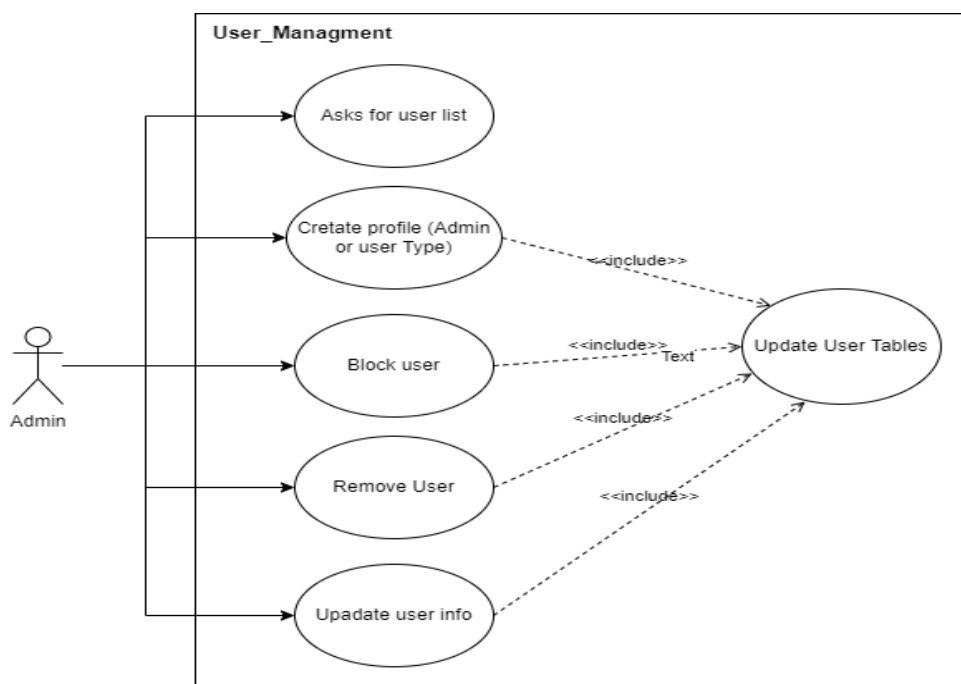 User_Managment
Asks for user list
Cretate profile (Admin
or user Type)
<<include>>
Block user
<<include>>
Text
Update User Tables
Admin
Remove User
<<include>>
<<include>>
Upadate user info